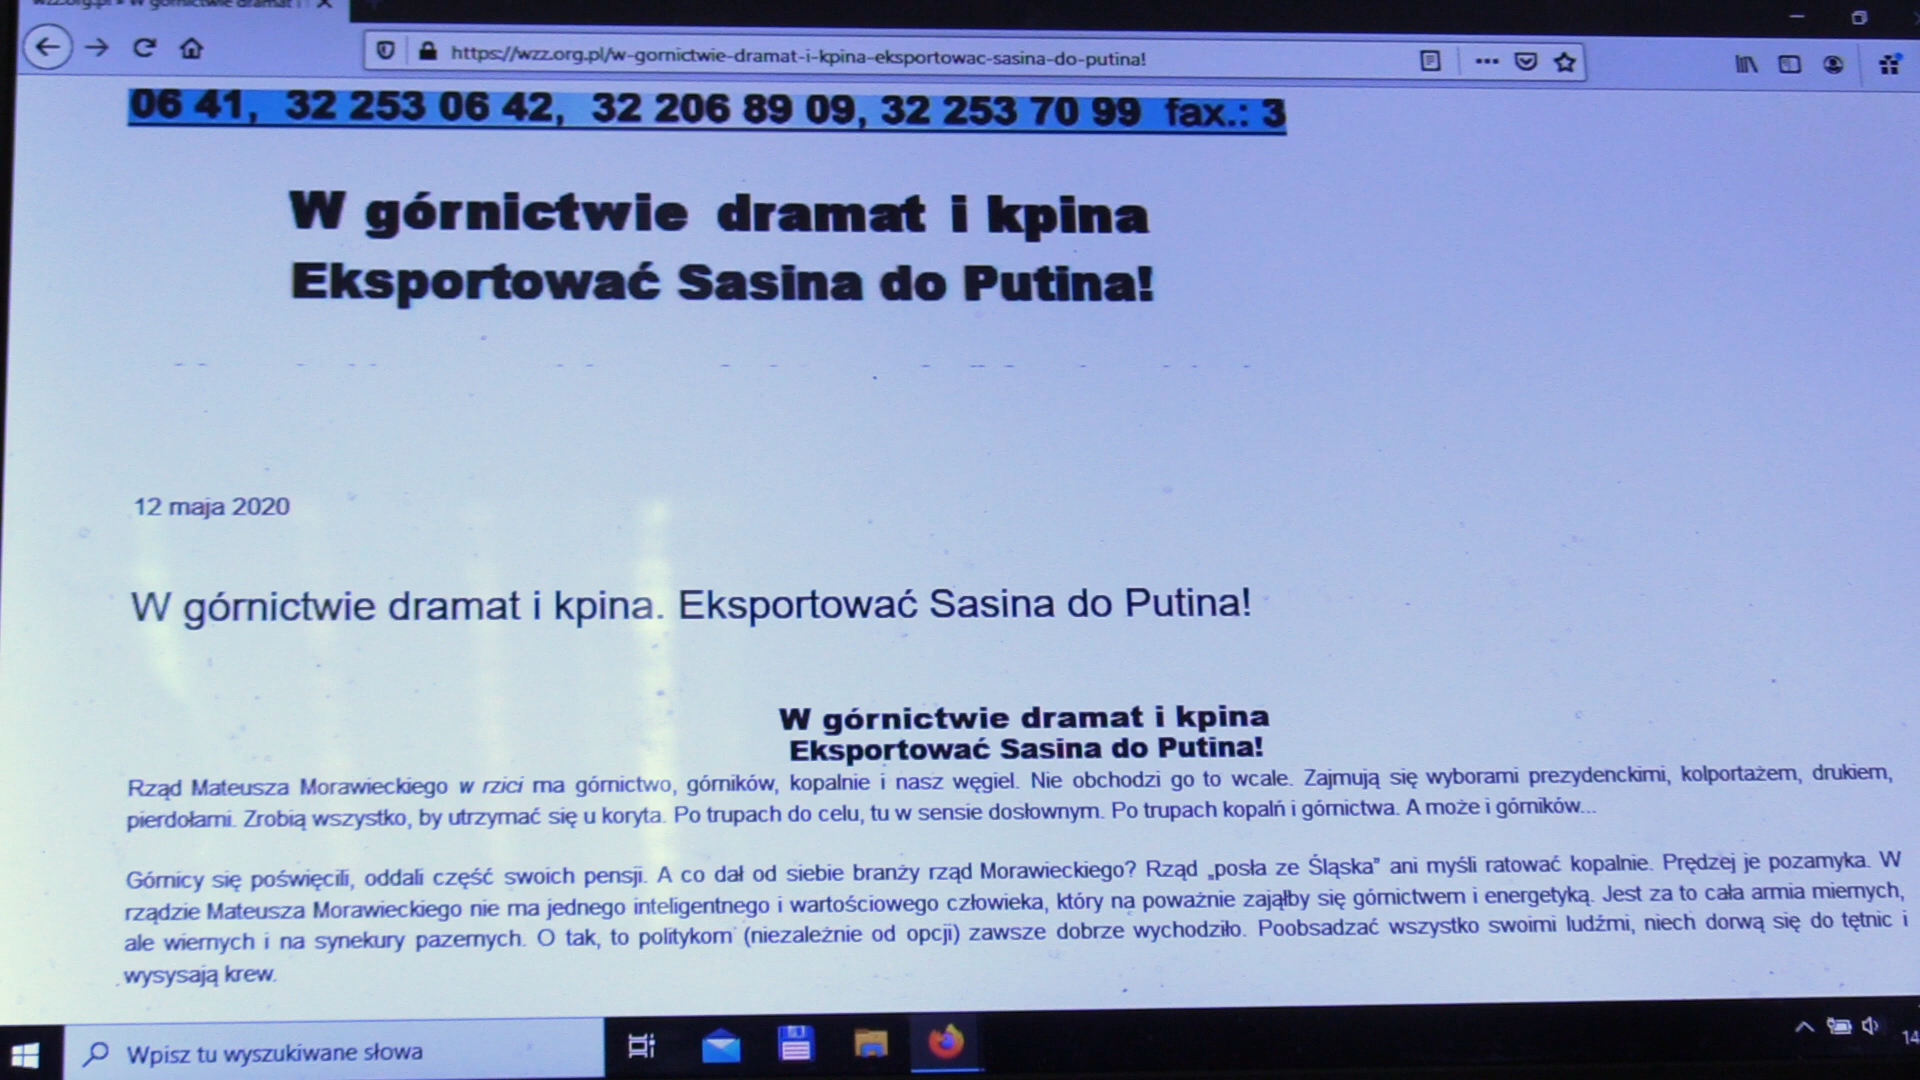 wzz.org.pl » W górnictwie dramat i
https://wzz.org.pl/w-gornictwie-dramat-i-kpina-eksportowac-sasina-do-putina!
06 41, 32 253 06 42, 32 206 89 09, 32 253 70 99 fax.: 3
W górnictwie dramat i kpina
Eksportować Sasina do Putina!
12 maja 2020
W górnictwie dramat i kpina. Eksportować Sasina do Putina!
W górnictwie dramat i kpina
Eksportować Sasina do Putina!
Rząd Mateusza Morawieckiego w rzici ma górnictwo, górników, kopalnie i nasz węgiel. Nie obchodzi go to wcale. Zajmują się wyborami prezydenckimi, kolportażem, drukiem,
pierdołami. Zrobią wszystko, by utrzymać się u koryta. Po trupach do celu, tu w sensie dosłownym. Po trupach kopalń i górnictwa. A może i górników...
Górnicy się poświęcili, oddali część swoich pensji. A co dał od siebie branży rząd Morawieckiego? Rząd „posła ze Śląska” ani myśli ratować kopalnie. Prędzej je pozamyka. W
rządzie Mateusza Morawieckiego nie ma jednego inteligentnego i wartościowego człowieka, który na poważnie zająłby się górnictwem i energetyką. Jest za to cała armia miernych,
ale wiernych i na synekury pazernych. O tak, to politykom (niezależnie od opcji) zawsze dobrze wychodziło. Poobsadzać wszystko swoimi ludźmi, niech dorwą się do tętnic i
wysysają krew.
Wpisz tu wyszukiwane słowa
14